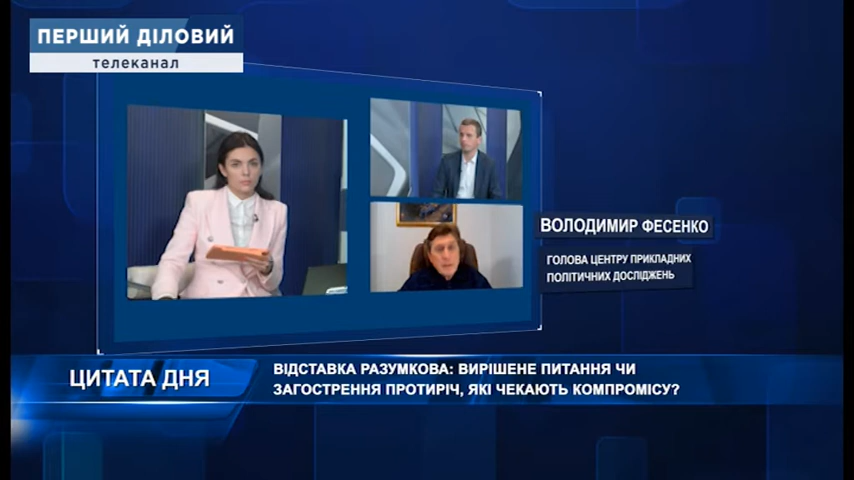 ПЕРШИЙ ДІЛОВИЙ
телеканал
ВОЛОДИМИР ФЕСЕНКО
ГОЛОВА ЦЕНТРУ ПРИКЛАДНИХ
ПОЛІТИЧНИХ ДОСЛІДЖЕНЬ
ЦИТАТА ДНЯ
ВІДСТАВКА РАЗУМКОВА: ВИРІШЕНЕ ПИТАННЯ ЧИ
ЗАГОСТРЕННЯ ПРОТИРІЧ, ЯКІ ЧЕКАЮТЬ КОМПРОМІСУ?